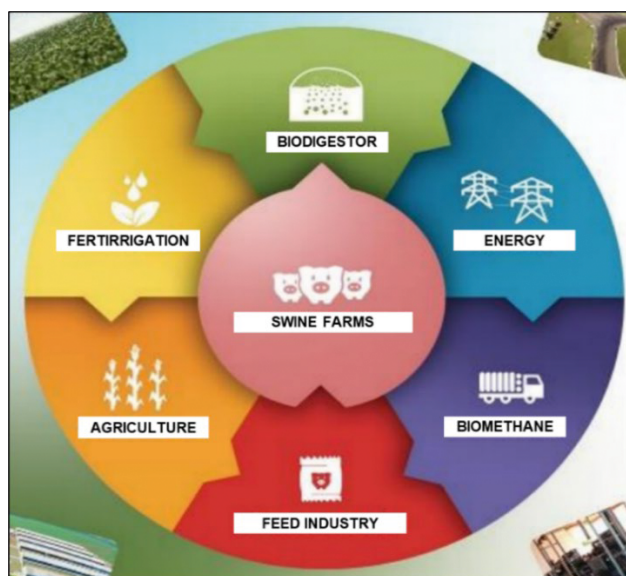 BIODIGESTOR
FERTIRRIGATION
ENERGY
SWINE FARMS
AGRICULTURE
BIOMETHANE
FEED INDUSTRY